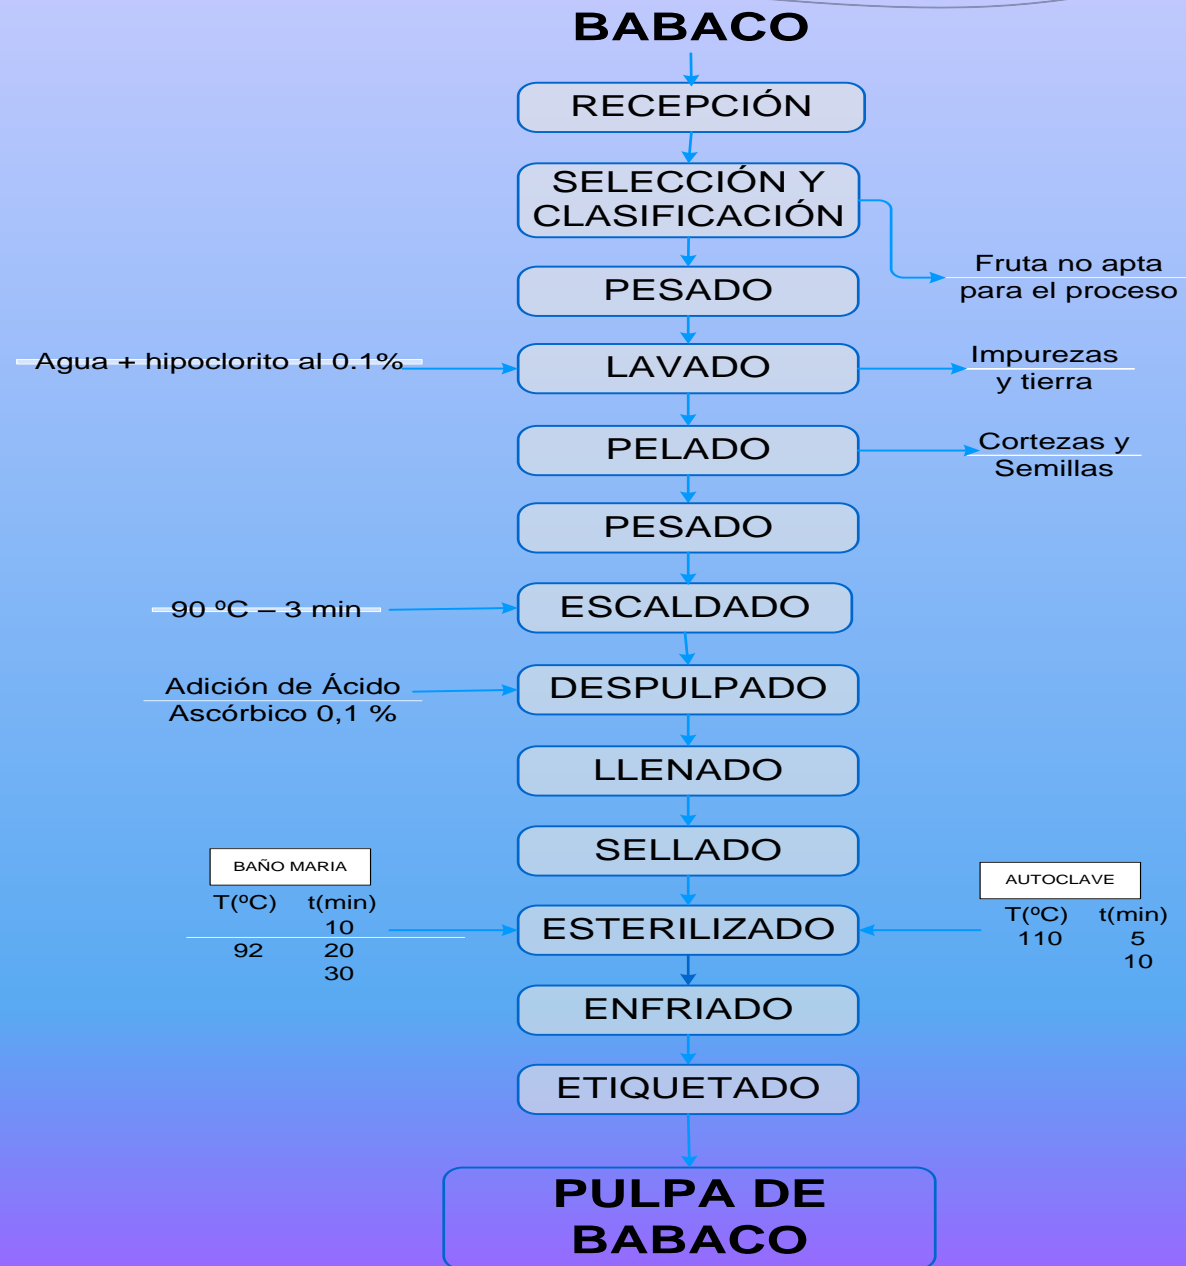 BABACO
RECEPCIÓN
SELECCIÓN Y
CLASIFICACIÓN
Fruta no apta
para el proceso
PESADO
Agua + hipoclorito al 0.1%
LAVADO
Impurezas
y tierra
PELADO
Cortezas y
Semillas
PESADO
90 ºC – 3 min
ESCALDADO
Adición de Ácido
Ascórbico 0,1 %
DESPULPADO
LLENADO
SELLADO
BAÑO MARIA
T(ºC) t(min)
10
92 20
30
ESTERILIZADO
AUTOCLAVE
T(ºC) t(min)
110 5
10
ENFRIADO
ETIQUETADO
PULPA DE
BABACO